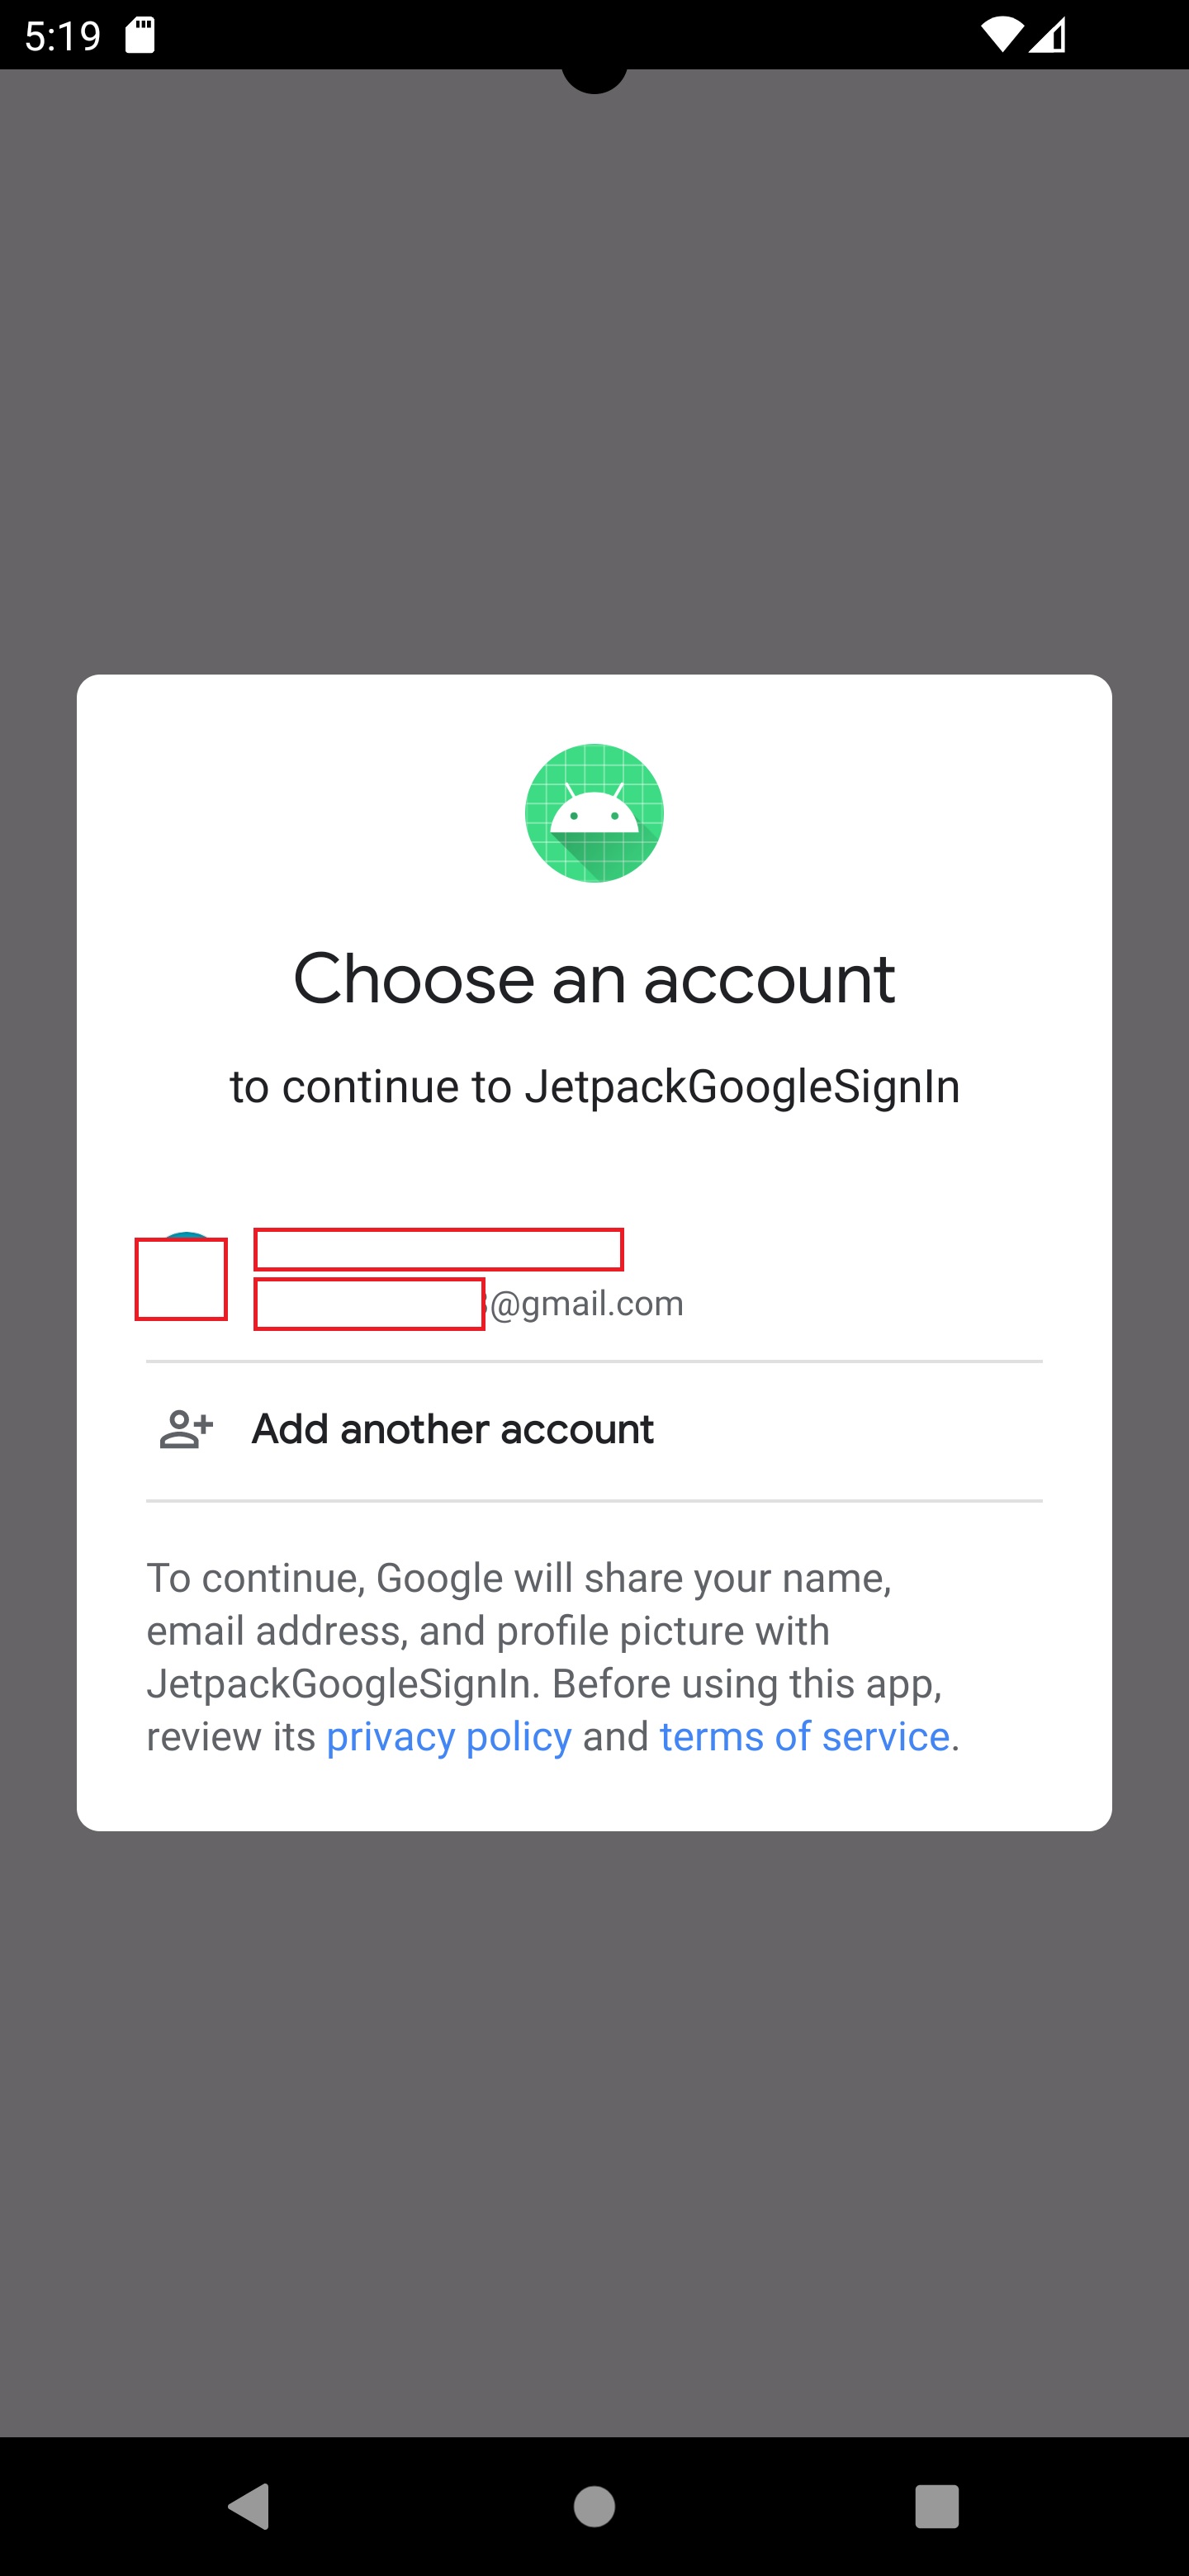 5:19
Choose an account
to continue to JetpackGoogleSignIn
@gmail.com
Add another account
To continue, Google will share your name,
email address, and profile picture with
JetpackGoogleSignIn. Before using this app,
review its privacy policy and terms of service.